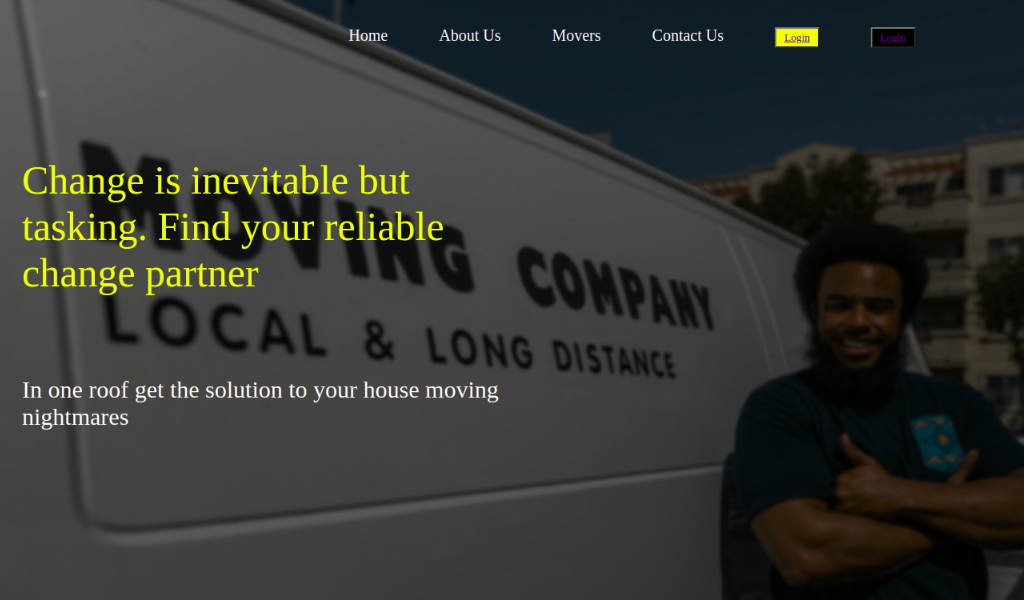 Home About Us Movers Contact Us Login Login
Change is inevitable but
tasking. Find your reliable
change partner
MOVING COMPANY
LOCAL & LONG DISTANCE
In one roof get the solution to your house moving
nightmares